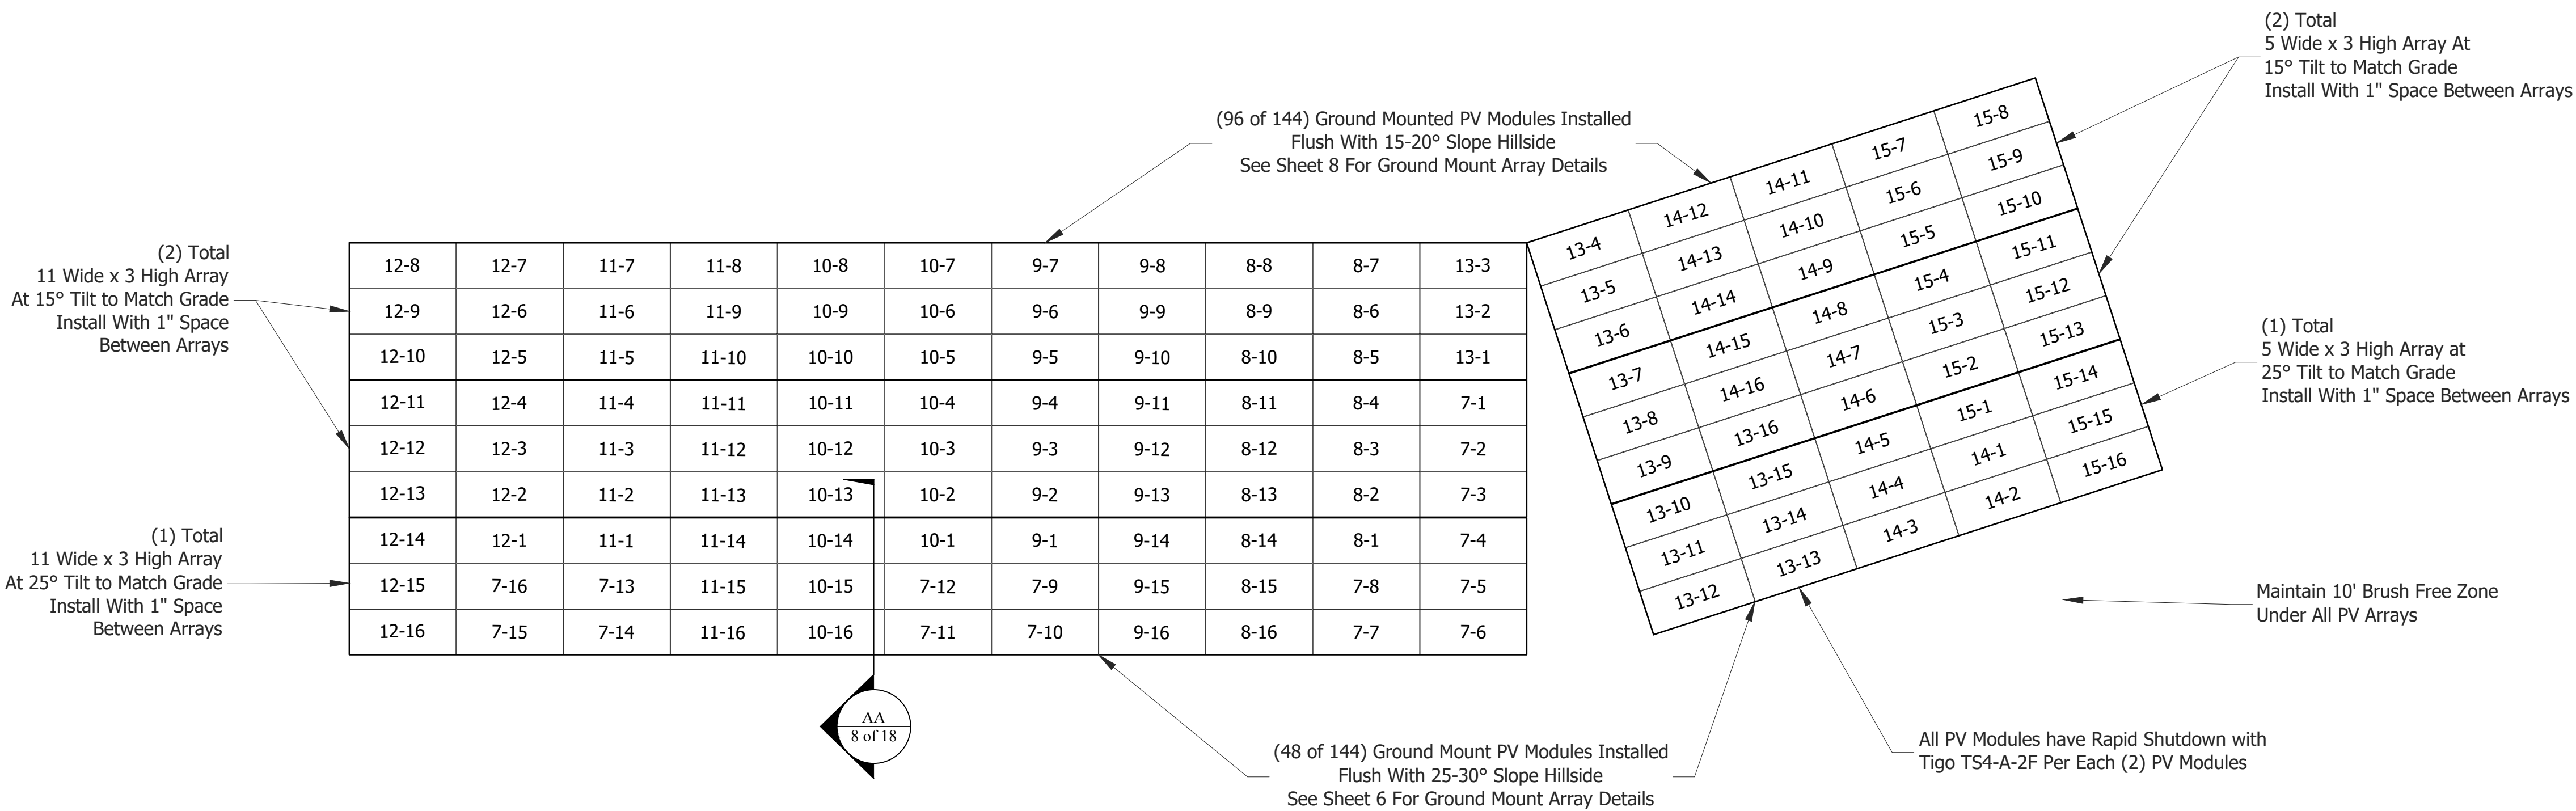 (2) Total
5 Wide x 3 High Array At
15° Tilt to Match Grade
Install With 1" Space Between Arrays
(96 of 144) Ground Mounted PV Modules Installed
Flush With 15-20° Slope Hillside
See Sheet 8 For Ground Mount Array Details
(2) Total
11 Wide x 3 High Array
At 15° Tilt to Match Grade
Install With 1" Space
Between Arrays
12-8 12-7 11-7 11-8 10-8 10-7 9-7 9-8 8-8 8-7 13-3
12-9 12-6 11-6 11-9 10-9 10-6 9-6 9-9 8-9 8-6 13-2
12-10 12-5 11-5 11-10 10-10 10-5 9-5 9-10 8-10 8-5 13-1
12-11 12-4 11-4 11-11 10-11 10-4 9-4 9-11 8-11 8-4 7-1
12-12 12-3 11-3 11-12 10-12 10-3 9-3 9-12 8-12 8-3 7-2
12-13 12-2 11-2 11-13 10-13 10-2 9-2 9-13 8-13 8-2 7-3
12-14 12-1 11-1 11-14 10-14 10-1 9-1 9-14 8-14 8-1 7-4
12-15 7-16 7-13 11-15 10-15 7-12 7-9 9-15 8-15 7-8 7-5
12-16 7-15 7-14 11-16 10-16 7-11 7-10 9-16 8-16 7-7 7-6
13-4 14-12 14-11 15-7 15-8
13-5 14-13 14-10 15-6 15-9
13-6 14-14 14-9 15-5 15-10
13-7 14-15 14-8 15-4 15-11
13-8 14-16 14-7 15-3 15-12
13-9 13-16 14-6 15-2 15-13
13-10 13-15 14-5 15-1 15-14
13-11 13-14 14-4 14-1 15-15
13-12 13-13 14-3 14-2 15-16
(1) Total
5 Wide x 3 High Array at
25° Tilt to Match Grade
Install With 1" Space Between Arrays
(1) Total
11 Wide x 3 High Array
At 25° Tilt to Match Grade
Install With 1" Space
Between Arrays
Maintain 10' Brush Free Zone
Under All PV Arrays
AA
8 of 18
(48 of 144) Ground Mount PV Modules Installed
Flush With 25-30° Slope Hillside
See Sheet 6 For Ground Mount Array Details
All PV Modules have Rapid Shutdown with
Tigo TS4-A-2F Per Each (2) PV Modules